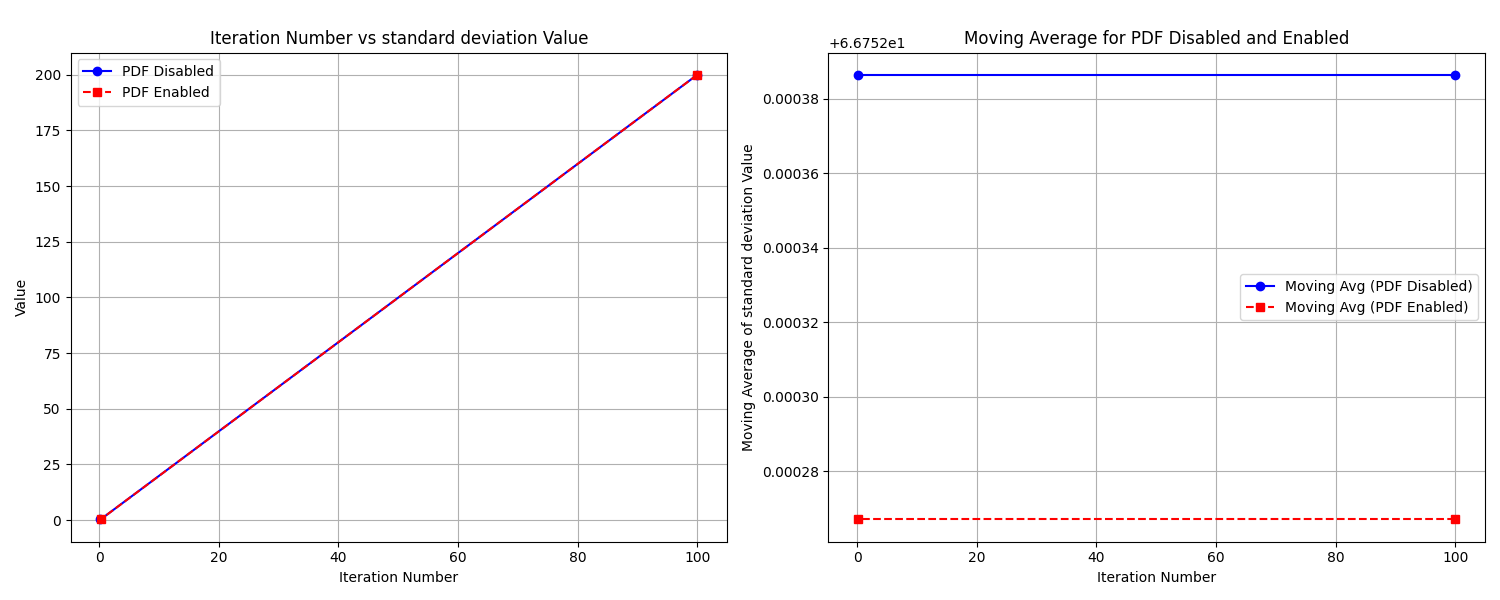 Iteration Number vs standard deviation Value
PDF Disabled
PDF Enabled
200
175
150
125
100
75
50
25
0
Value
0
20
40
60
80
100
Iteration Number
Moving Average for PDF Disabled and Enabled
+6.6752e1
0.00038
0.00036
0.00034
0.00032
0.00030
0.00028
Moving Average of standard deviation Value
Moving Avg (PDF Disabled)
Moving Avg (PDF Enabled)
0
20
40
60
80
100
Iteration Number